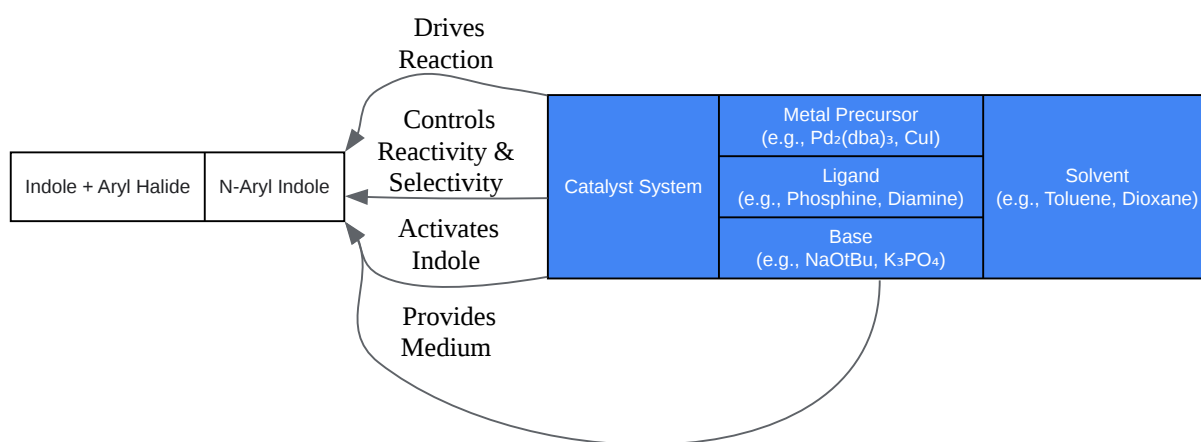 Drives
Reaction
Controls
Reactivity &
Selectivity
Activates
Indole
Provides
Medium
Indole + Aryl Halide
N-Aryl Indole
Catalyst System
Metal Precursor
(e.g., Pd₂(dba)₃, CuI)
Ligand
(e.g., Phosphine, Diamine)
Base
(e.g., NaOtBu, K₃PO₄)
Solvent
(e.g., Toluene, Dioxane)